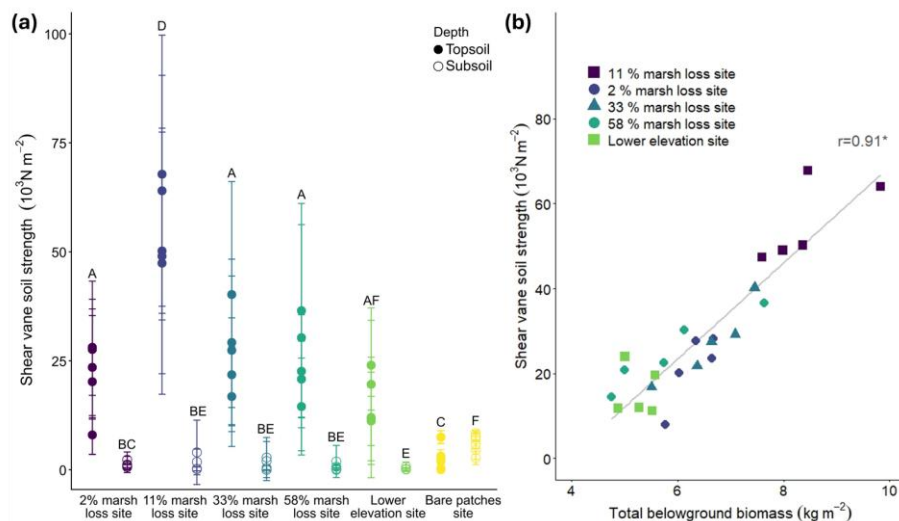 (a)
Shear vane soil strength (10³N m⁻²)
100
75
50
25
0
D
A
A
A
AF
BC
BE
BE
BE
E
C
F
Depth
Topsoil
Subsoil
2% marsh
loss site
11% marsh
loss site
33% marsh
loss site
58% marsh
loss site
Lower
elevation site
Bare patches
site
(b)
Shear vane soil strength (10³N m⁻²)
80
60
40
20
0
11 % marsh loss site
2 % marsh loss site
33 % marsh loss site
58 % marsh loss site
Lower elevation site
r=0.91*
4
6
8
10
Total belowground biomass (kg m⁻²)